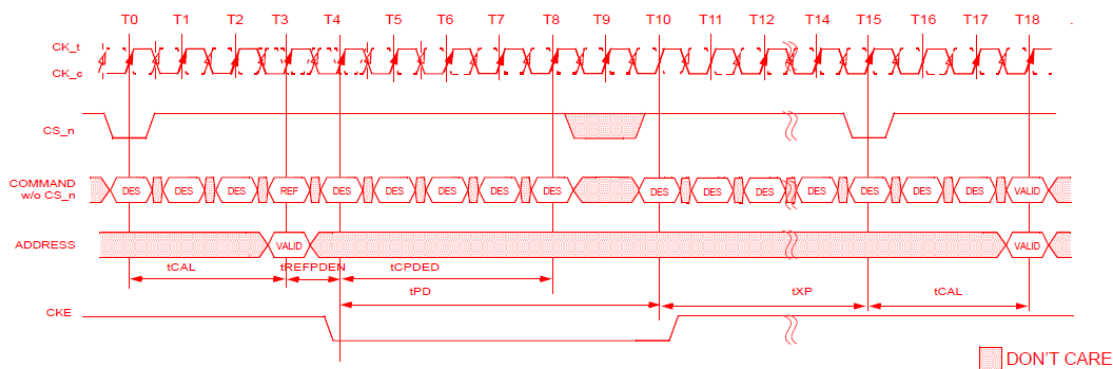 T0 T1 T2 T3 T4 T5 T6 T7 T8 T9 T10 T11 T12 T14 T15 T16 T17 T18
CK_t
CK_c
CS_n
COMMAND
w/o CS_n
DES DES DES REF DES DES DES DES DES DES DES DES DES DES DES DES VALID
ADDRESS
VALID VALID
tCAL tREFPDEN tCPDED
tPD tXP tCAL
CKE
DON'T CARE